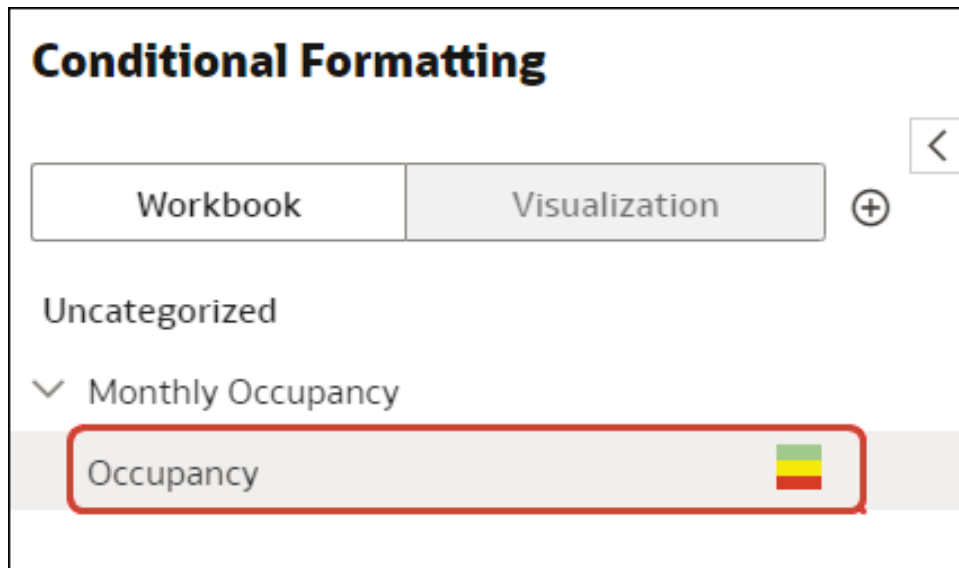 Conditional Formatting
Workbook Visualization
Uncategorized
Monthly Occupancy
Occupancy